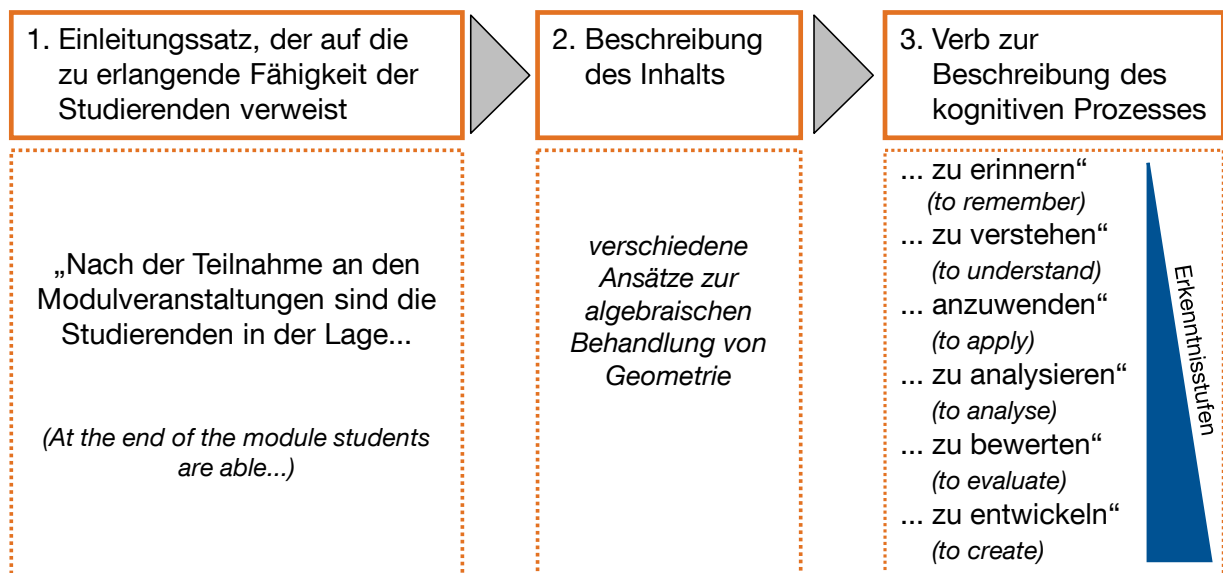 1. Einleitungssatz, der auf die
zu erlangende Fähigkeit der
Studierenden verweist
2. Beschreibung
des Inhalts
3. Verb zur
Beschreibung des
kognitiven Prozesses
„Nach der Teilnahme an den
Modulveranstaltungen sind die
Studierenden in der Lage...
(At the end of the module students
are able...)
verschiedene
Ansätze zur
algebraischen
Behandlung von
Geometrie
... zu erinnern“
(to remember)
... zu verstehen“
(to understand)
... anzuwenden“
(to apply)
... zu analysieren“
(to analyse)
... zu bewerten“
(to evaluate)
... zu entwickeln“
(to create)
Erkenntnisstufen